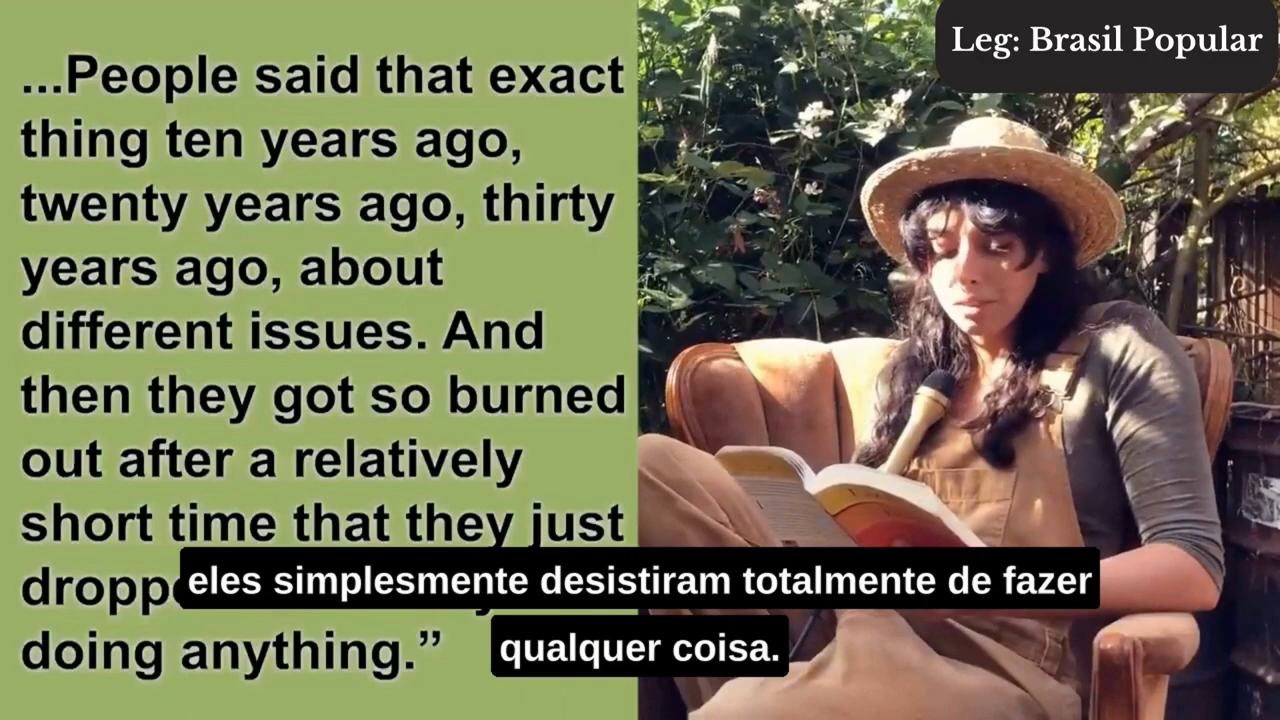 Leg: Brasil Popular
...People said that exact
thing ten years ago,
twenty years ago, thirty
years ago, about
different issues. And
then they got so burned
out after a relatively
short time that they just
doing anything.”
eles simplesmente desistiram totalmente de fazer
qualquer coisa.